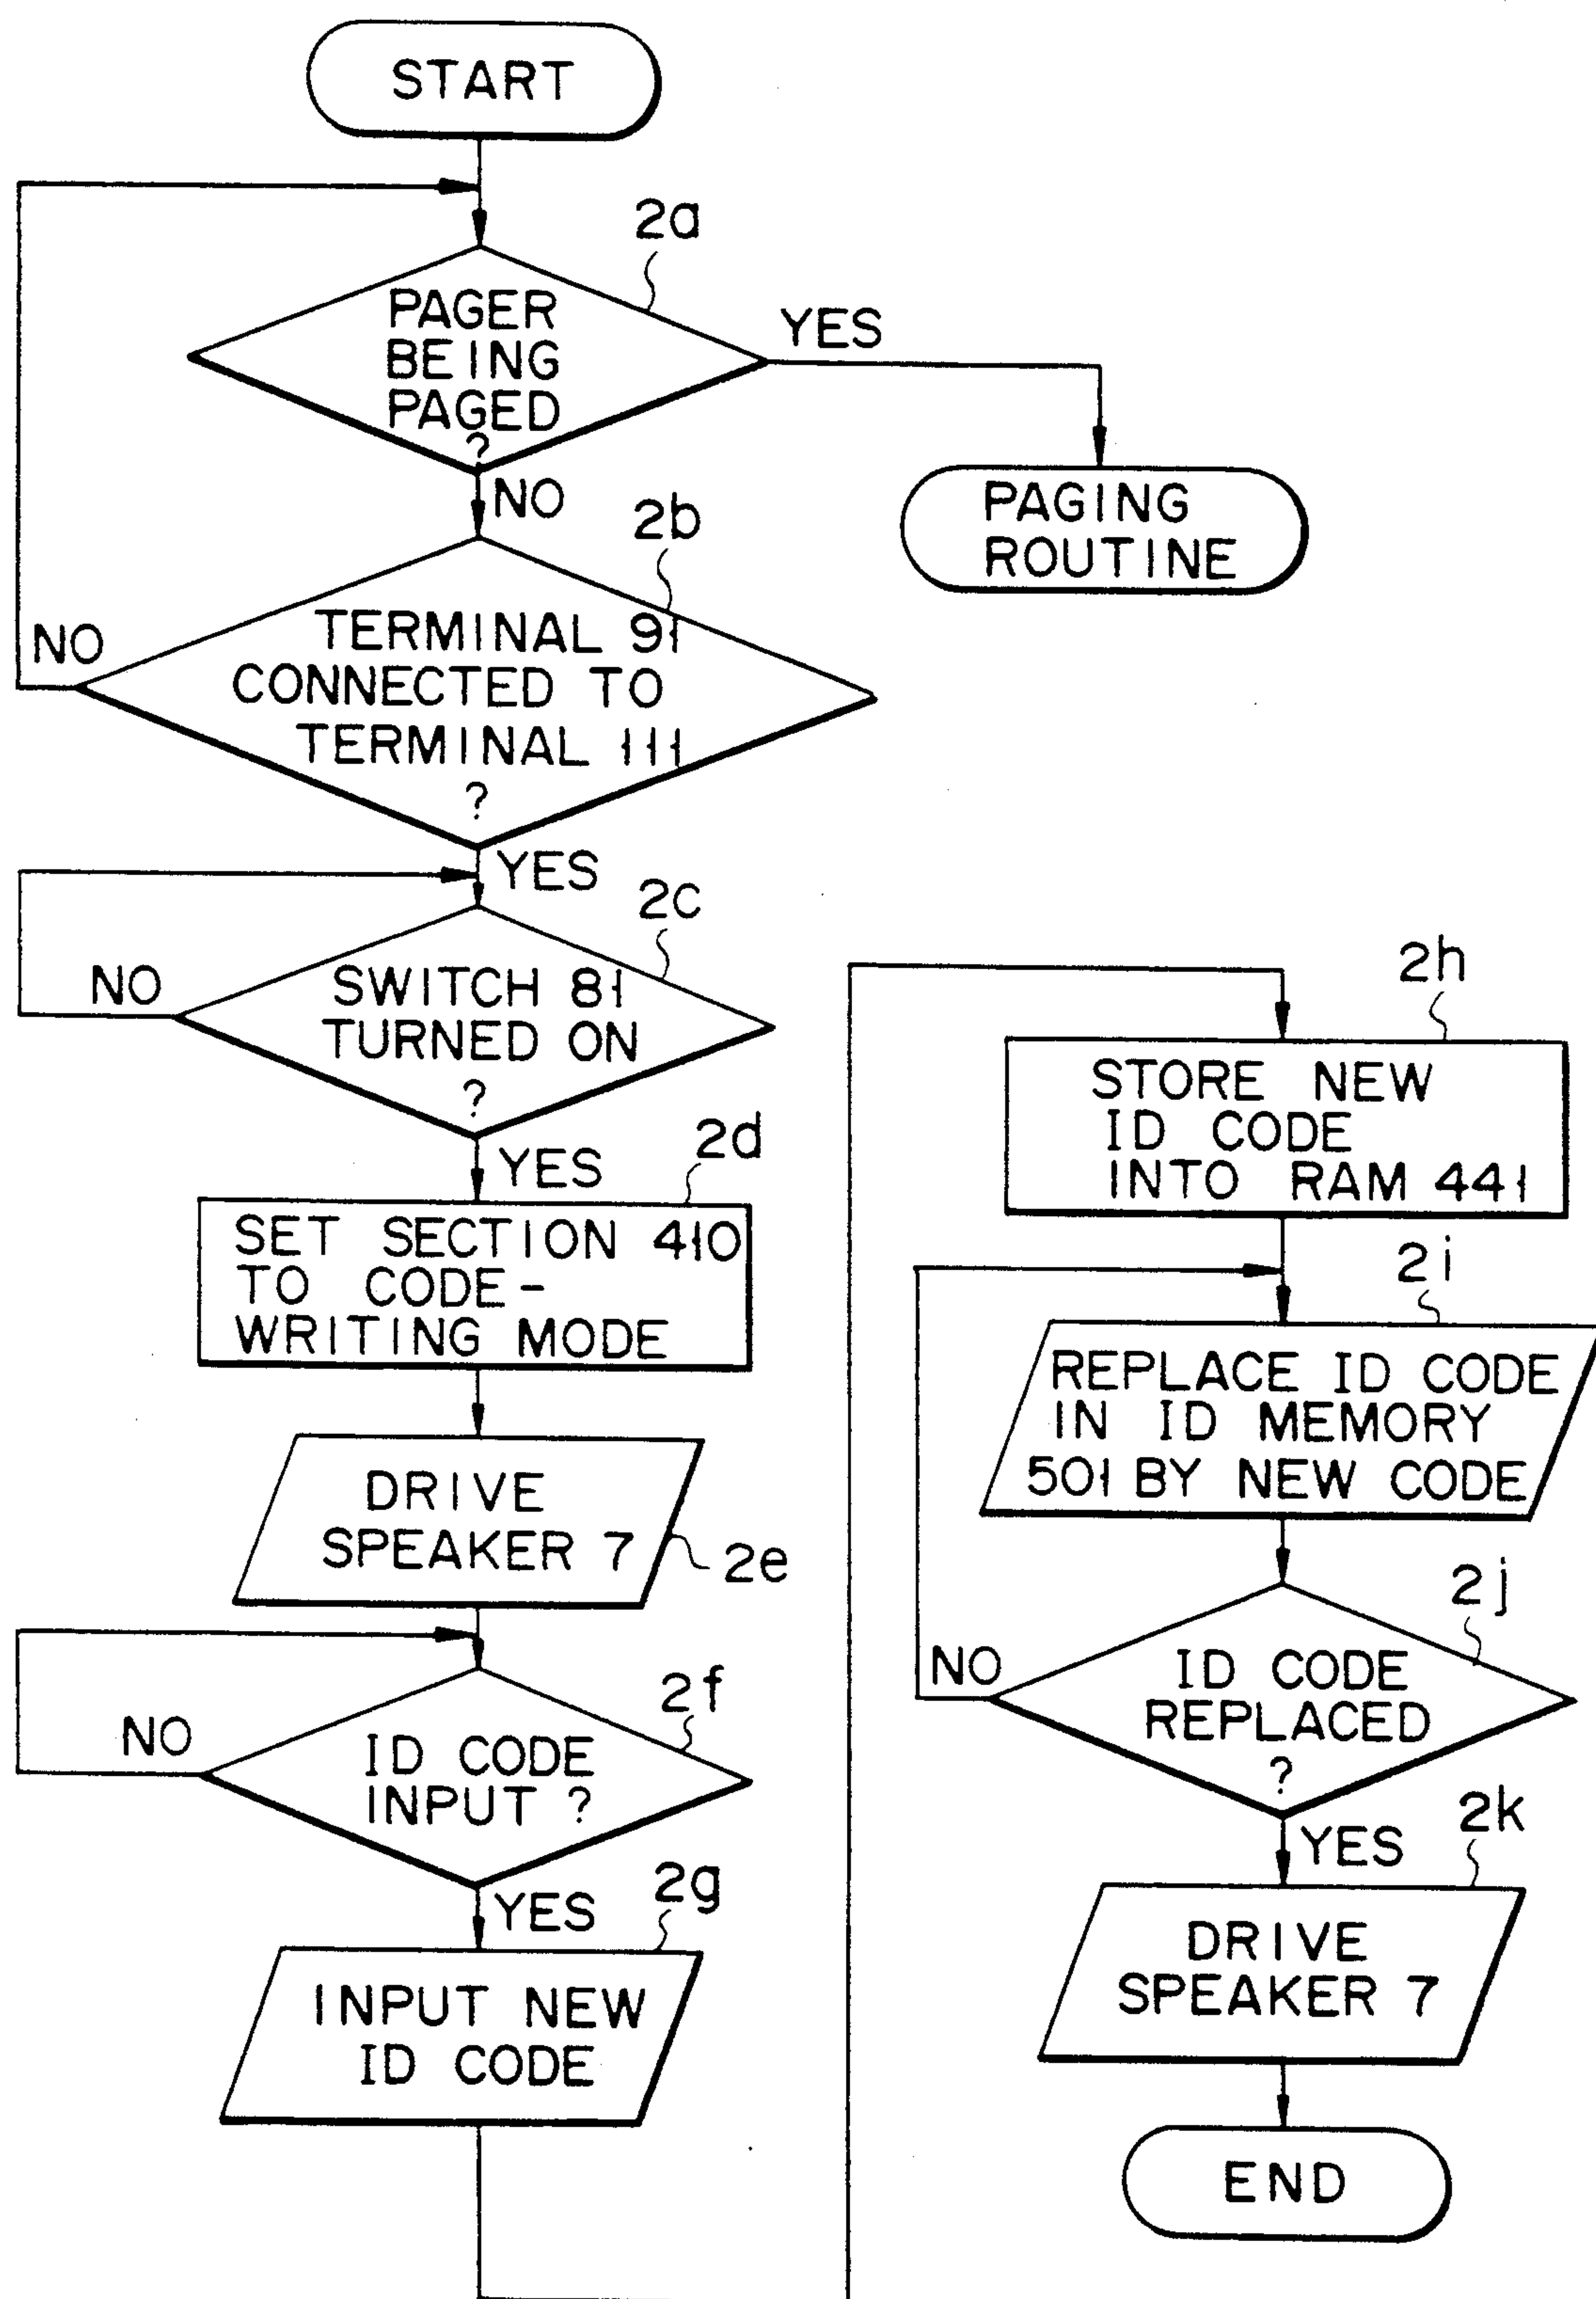 START
2a
PAGER
BEING
PAGED
?
YES
PAGING
ROUTINE
NO
2b
TERMINAL 91
CONNECTED TO
TERMINAL 111
?
NO
YES
2c
SWITCH 81
TURNED ON
?
NO
YES
2d
SET SECTION 410
TO CODE-
WRITING MODE
DRIVE
SPEAKER 7
2e
2f
ID CODE
INPUT ?
NO
YES
2g
INPUT NEW
ID CODE
2h
STORE NEW
ID CODE
INTO RAM 441
2i
REPLACE ID CODE
IN ID MEMORY
501 BY NEW CODE
2j
ID CODE
REPLACED
?
NO
YES
2k
DRIVE
SPEAKER 7
END